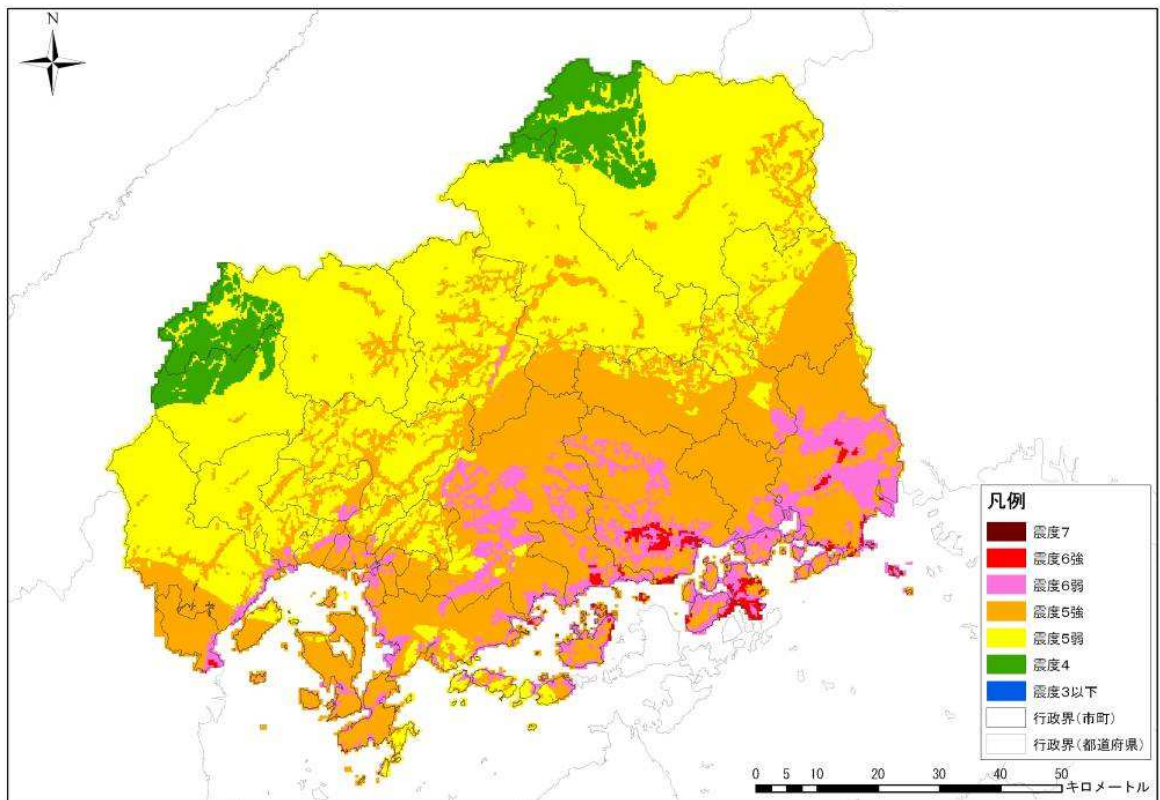 N
凡例
震度7
震度6強
震度6弱
震度5強
震度5弱
震度4
震度3以下
行政界(市町)
行政界(都道府県)
0 5 10 20 30 40 50
キロメートル